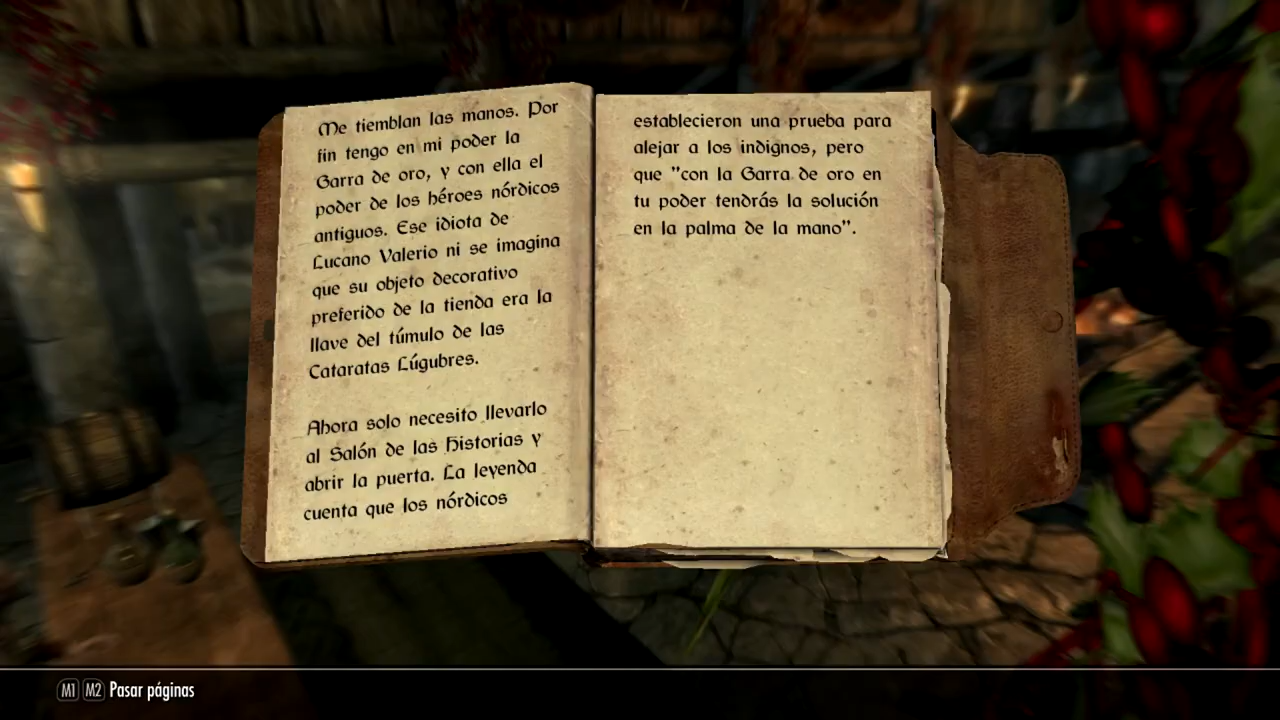 Me tiemblan las manos. Por
fin tengo en mi poder la
Garra de oro, y con ella el
poder de los héroes nórdicos
antiguos. Ese idiota de
Lucano Valerio ni se imagina
que su objeto decorativo
preferido de la tienda era la
llave del túmulo de las
Cataratas Lúgubres.
Ahora solo necesito llevarlo
al Salón de las Historias y
abrir la puerta. La leyenda
cuenta que los nórdicos
establecieron una prueba para
alejar a los indignos, pero
que "con la Garra de oro en
tu poder tendrás la solución
en la palma de la mano".
M1 M2 Pasar páginas